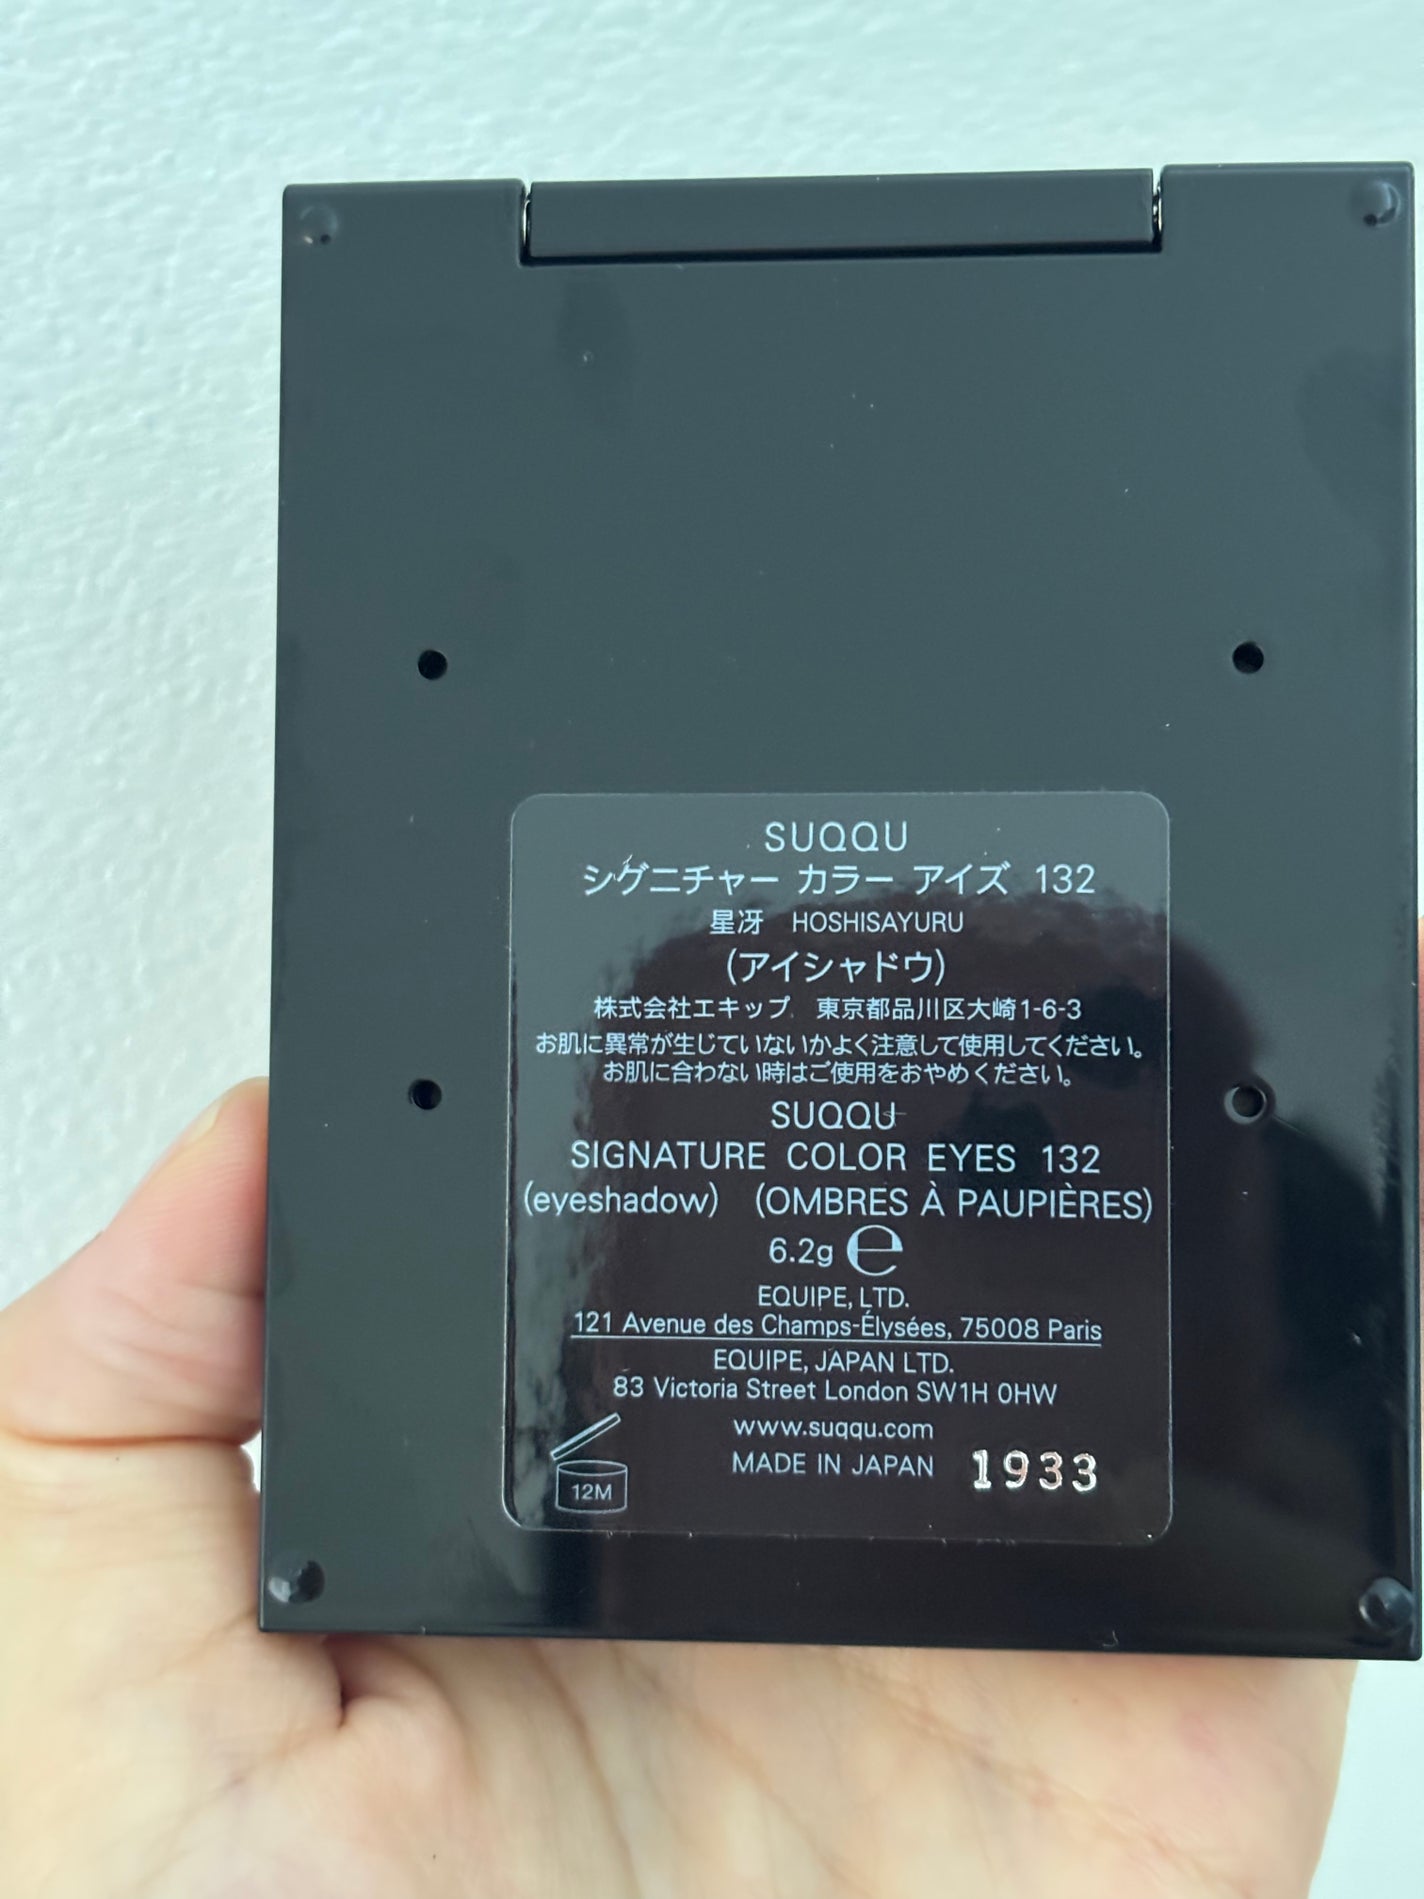 SUQQU
シグニチャー カラー アイズ 132
星冴 HOSHISAYURU
(アイシャドウ)
株式会社エキップ 東京都品川区大崎1-6-3
お肌に異常が生じていないかよく注意して使用してください。
お肌に合わない時はご使用をおやめください。
SUQQU
SIGNATURE COLOR EYES 132
(eyeshadow) (OMBRES À PAUPIÈRES)
6.2g ℮
EQUIPE, LTD.
121 Avenue des Champs-Élysées, 75008 Paris
EQUIPE, JAPAN LTD.
83 Victoria Street London SW1H 0HW
www.suqqu.com
MADE IN JAPAN 1933
12M